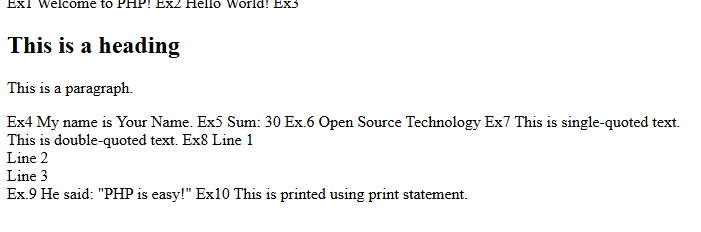 Ex1 Welcome to PHP! Ex2 Hello World! Ex3
This is a heading
This is a paragraph.
Ex4 My name is Your Name. Ex5 Sum: 30 Ex.6 Open Source Technology Ex7 This is single-quoted text.
This is double-quoted text. Ex8 Line 1
Line 2
Line 3
Ex.9 He said: "PHP is easy!" Ex10 This is printed using print statement.